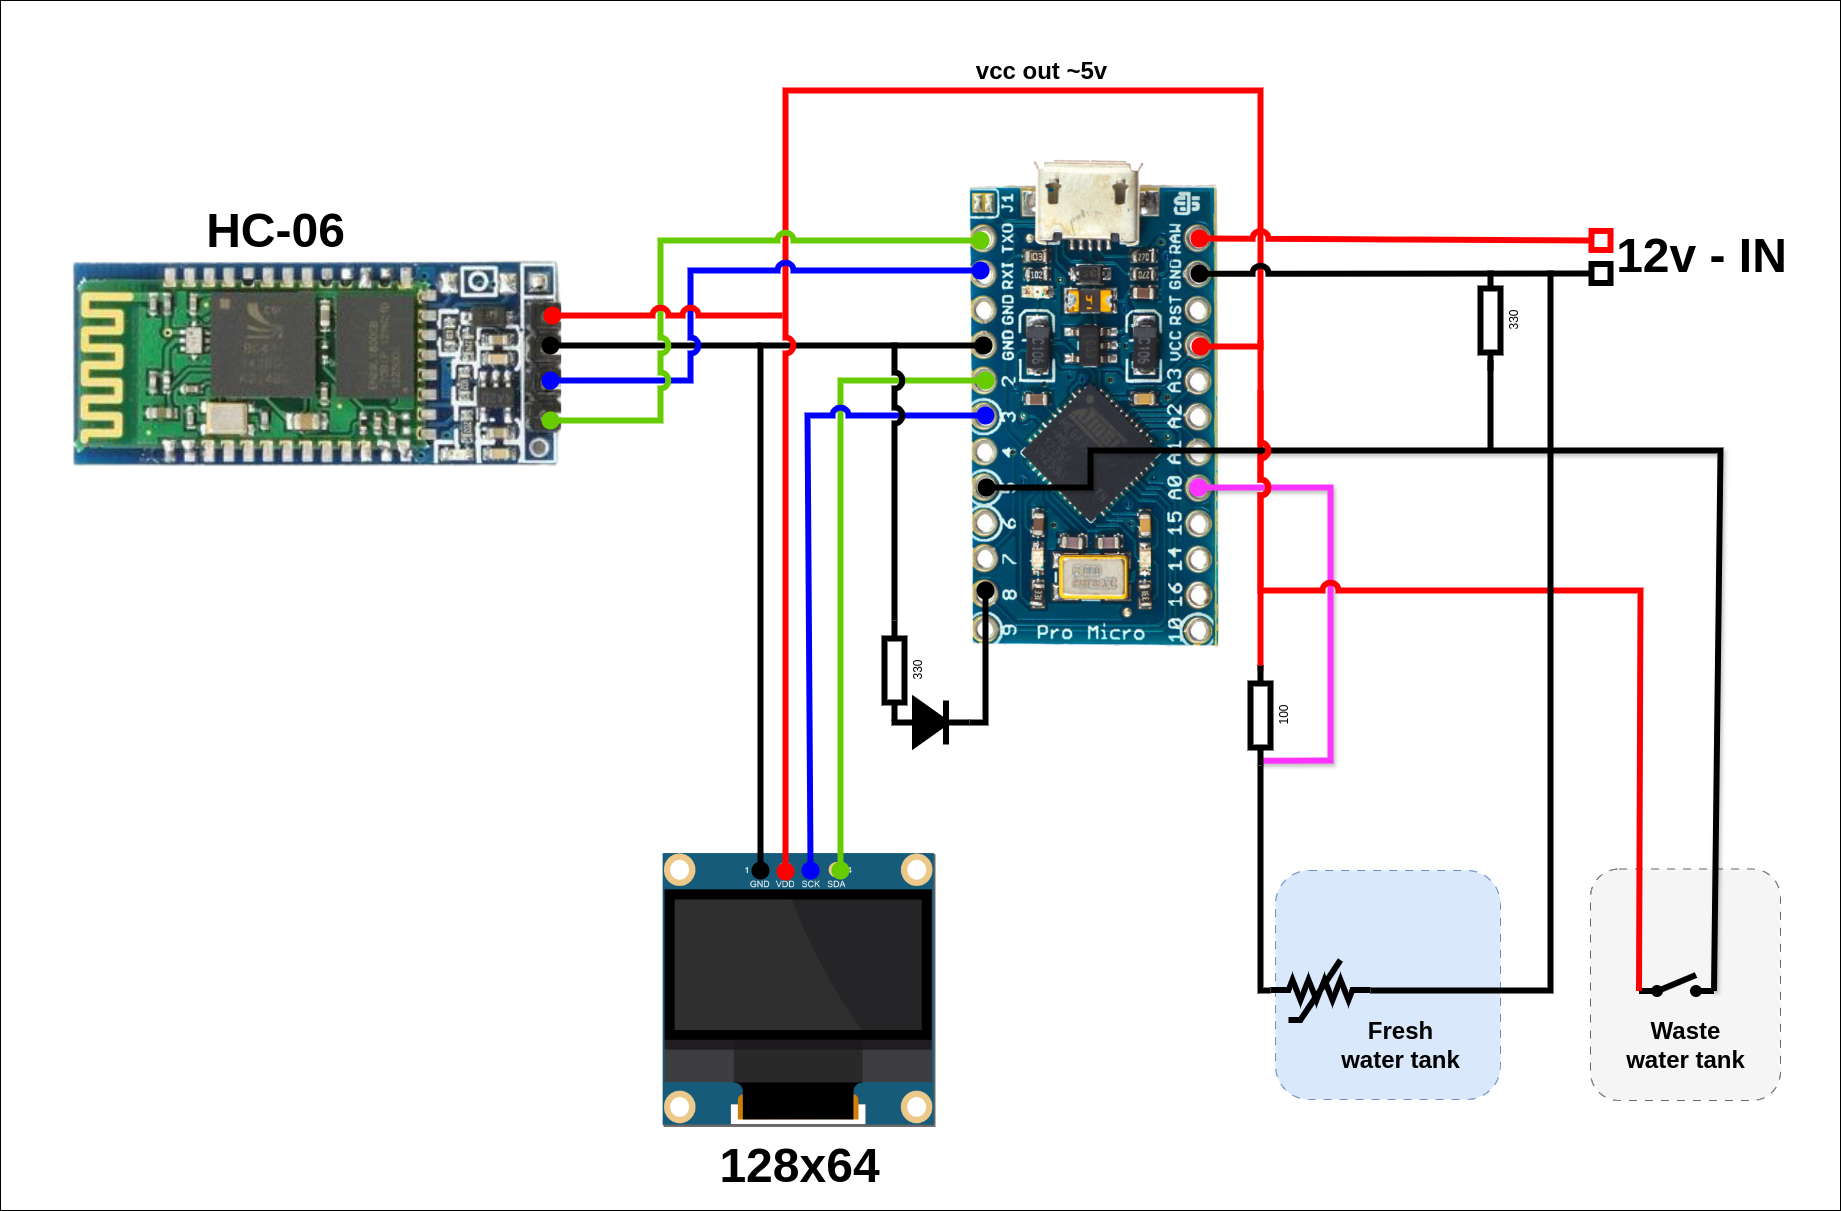 vcc out ~5v
HC-06
12v - IN
J1
TXO
RXI
GND
GND
2
3
4
6
7
8
9
RAW
GND
RST
VCC
A3
A2
A1
A0
15
14
16
10
Pro Micro
330
330
100
1
GND VDD SCK SDA
128x64
Fresh
water tank
Waste
water tank